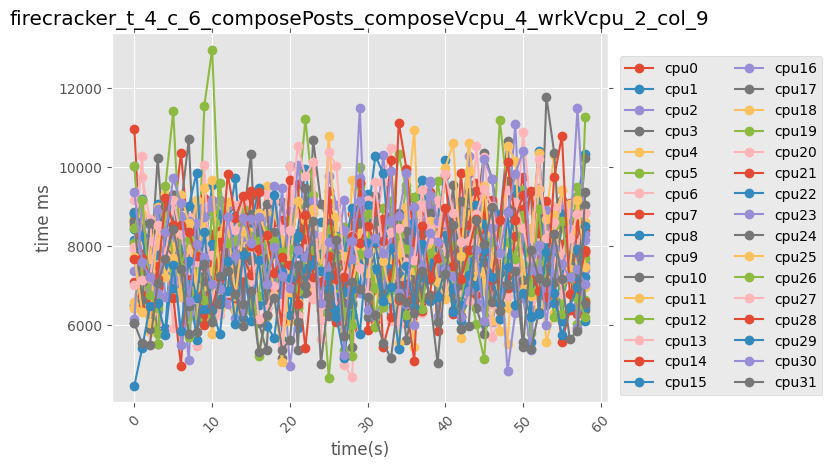 firecracker_t_4_c_6_composePosts_composeVcpu_4_wrkVcpu_2_col_9
time ms
12000
10000
8000
6000
0
10
20
30
40
50
60
time(s)
cpu0
cpu1
cpu2
cpu3
cpu4
cpu5
cpu6
cpu7
cpu8
cpu9
cpu10
cpu11
cpu12
cpu13
cpu14
cpu15
cpu16
cpu17
cpu18
cpu19
cpu20
cpu21
cpu22
cpu23
cpu24
cpu25
cpu26
cpu27
cpu28
cpu29
cpu30
cpu31